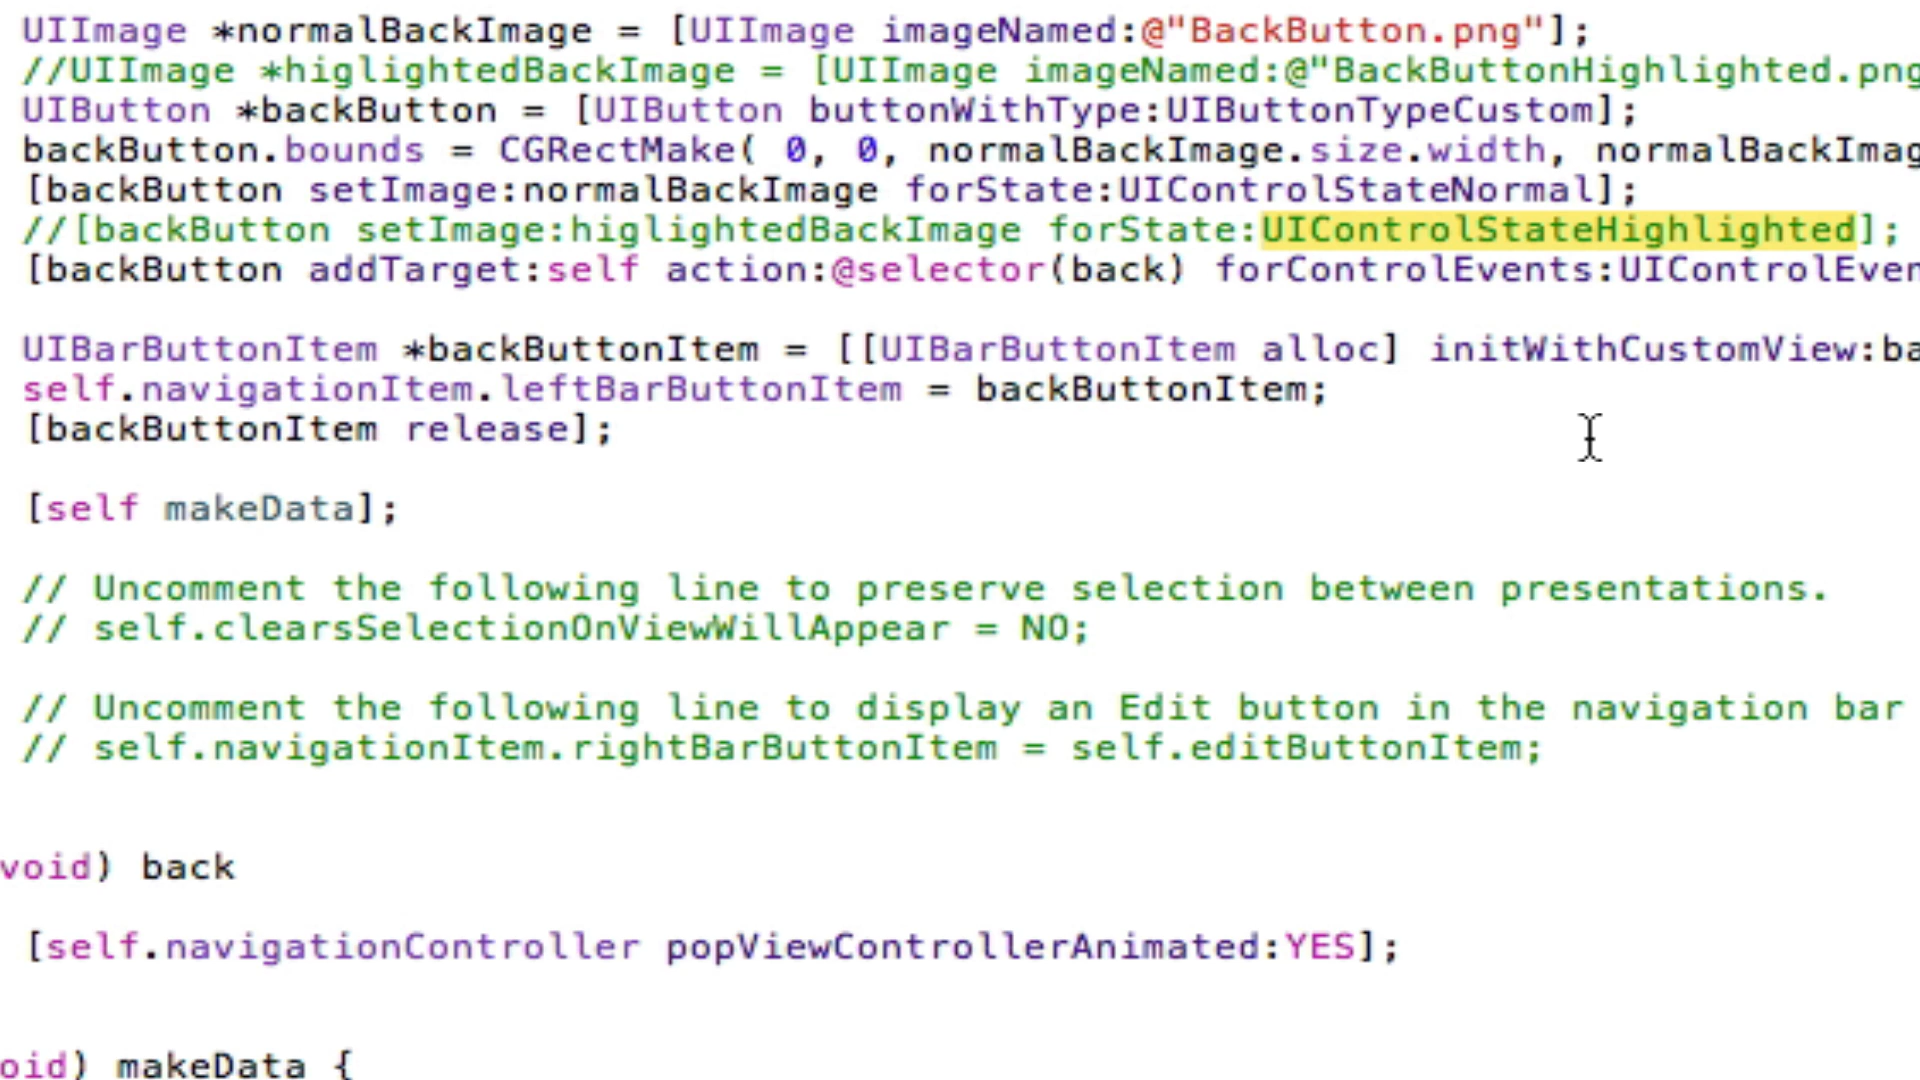 UIImage *normalBackImage = [UIImage imageNamed:@"BackButton.png"];
//UIImage *higlightedBackImage = [UIImage imageNamed:@"BackButtonHighlighted.png
UIButton *backButton = [UIButton buttonWithType:UIButtonTypeCustom];
backButton.bounds = CGRectMake( 0, 0, normalBackImage.size.width, normalBackImag
[backButton setImage:normalBackImage forState:UIControlStateNormal];
//[backButton setImage:higlightedBackImage forState:UIControlStateHighlighted];
[backButton addTarget:self action:@selector(back) forControlEvents:UIControlEven
UIBarButtonItem *backButtonItem = [[UIBarButtonItem alloc] initWithCustomView:ba
self.navigationItem.leftBarButtonItem = backButtonItem;
[backButtonItem release];
[self makeData];
// Uncomment the following line to preserve selection between presentations.
// self.clearsSelectionOnViewWillAppear = NO;
// Uncomment the following line to display an Edit button in the navigation bar
// self.navigationItem.rightBarButtonItem = self.editButtonItem;
void) back
[self.navigationController popViewControllerAnimated:YES];
oid) makeData {